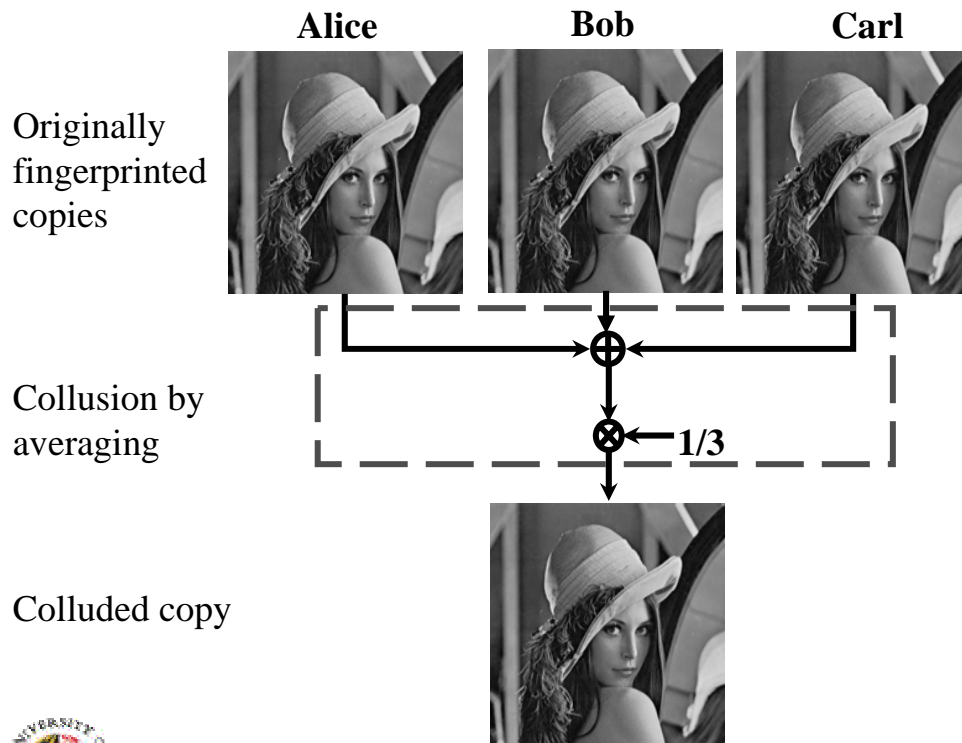 Alice Bob Carl
Originally
fingerprinted
copies
Collusion by
averaging
1/3
Colluded copy